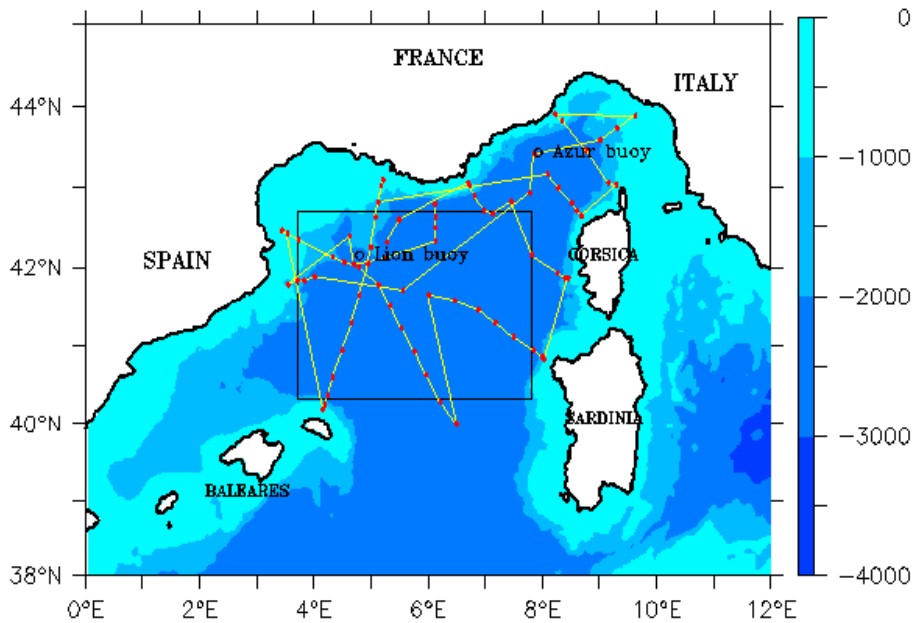 FRANCE
ITALY
SPAIN
Azur buoy
Lion buoy
CORSICA
SARDINIA
BALEARES
44°N
42°N
40°N
38°N
0°E
2°E
4°E
6°E
8°E
10°E
12°E
0
−1000
−2000
−3000
−4000